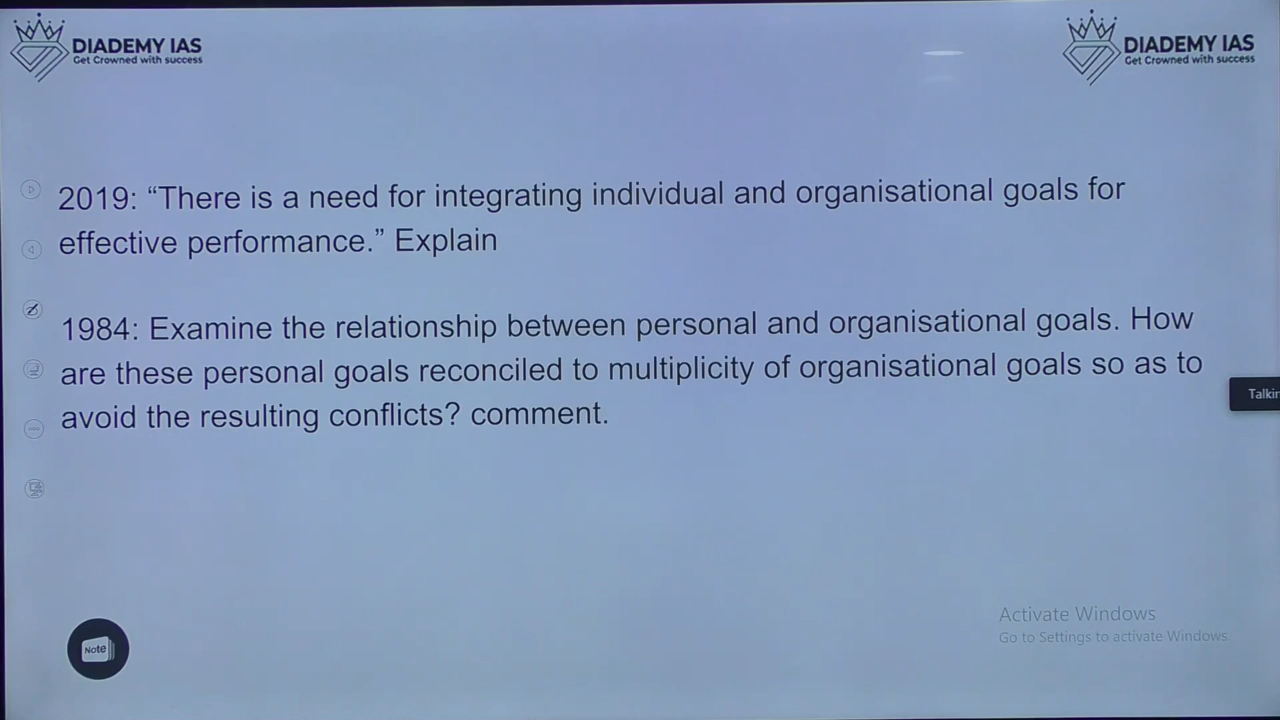 DIADEMY IAS
Get Crowned with success
DIADEMY IAS
Get Crowned with success
2019: “There is a need for integrating individual and organisational goals for
effective performance.” Explain
1984: Examine the relationship between personal and organisational goals. How
are these personal goals reconciled to multiplicity of organisational goals so as to
avoid the resulting conflicts? comment.
Talkin
Activate Windows
Go to Settings to activate Windows.
Note